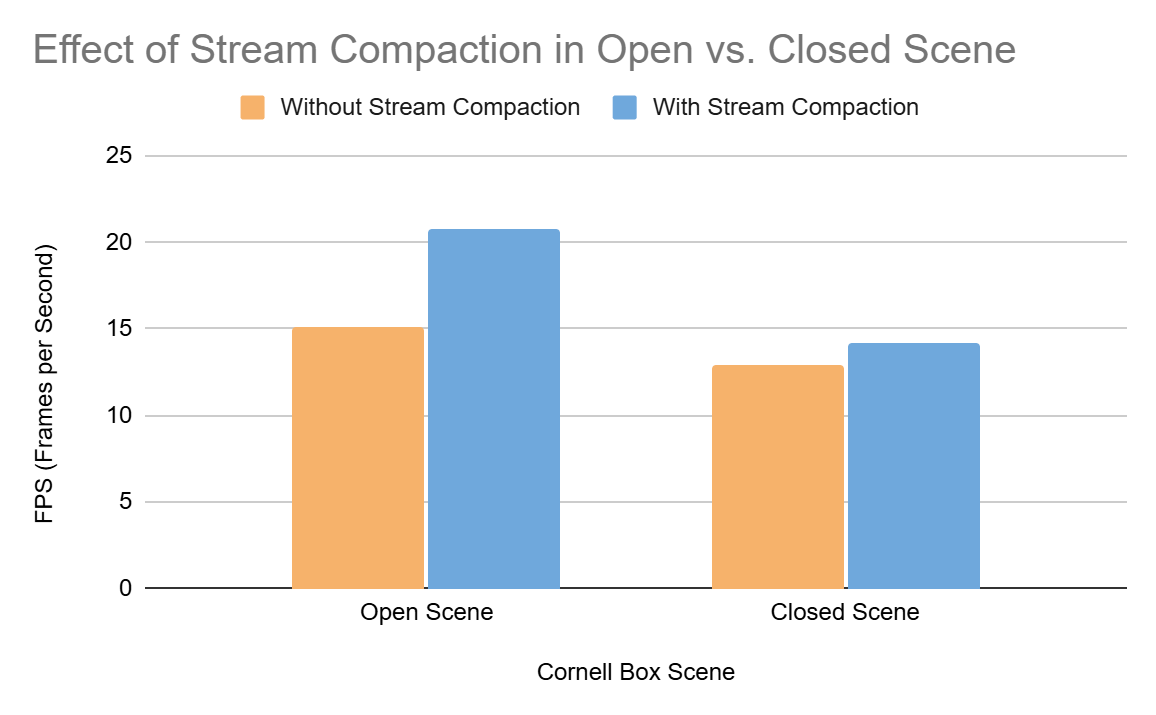 Effect of Stream Compaction in Open vs. Closed Scene
Without Stream Compaction
With Stream Compaction
25
20
15
10
5
0
FPS (Frames per Second)
Open Scene
Closed Scene
Cornell Box Scene